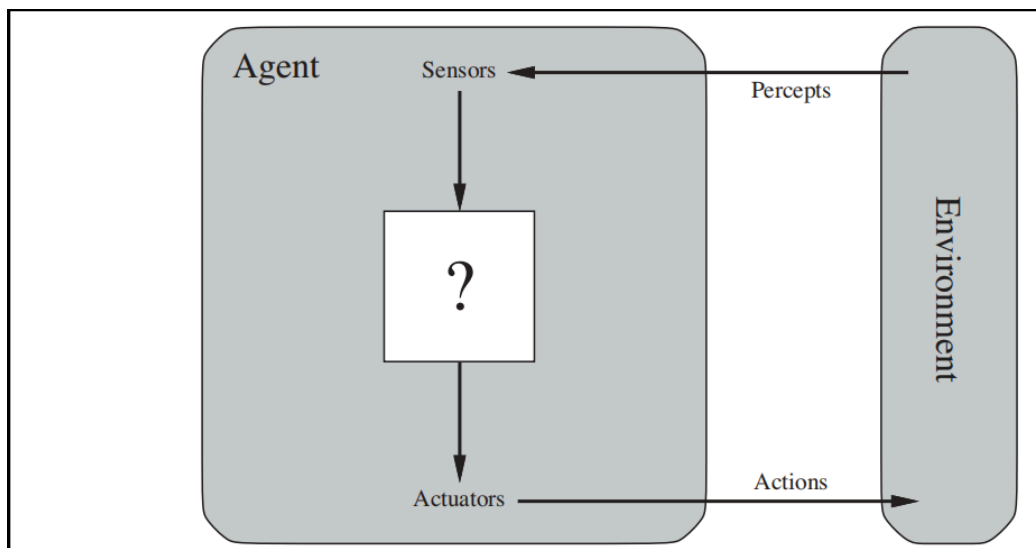 Agent
Sensors
Percepts
?
Environment
Actuators
Actions